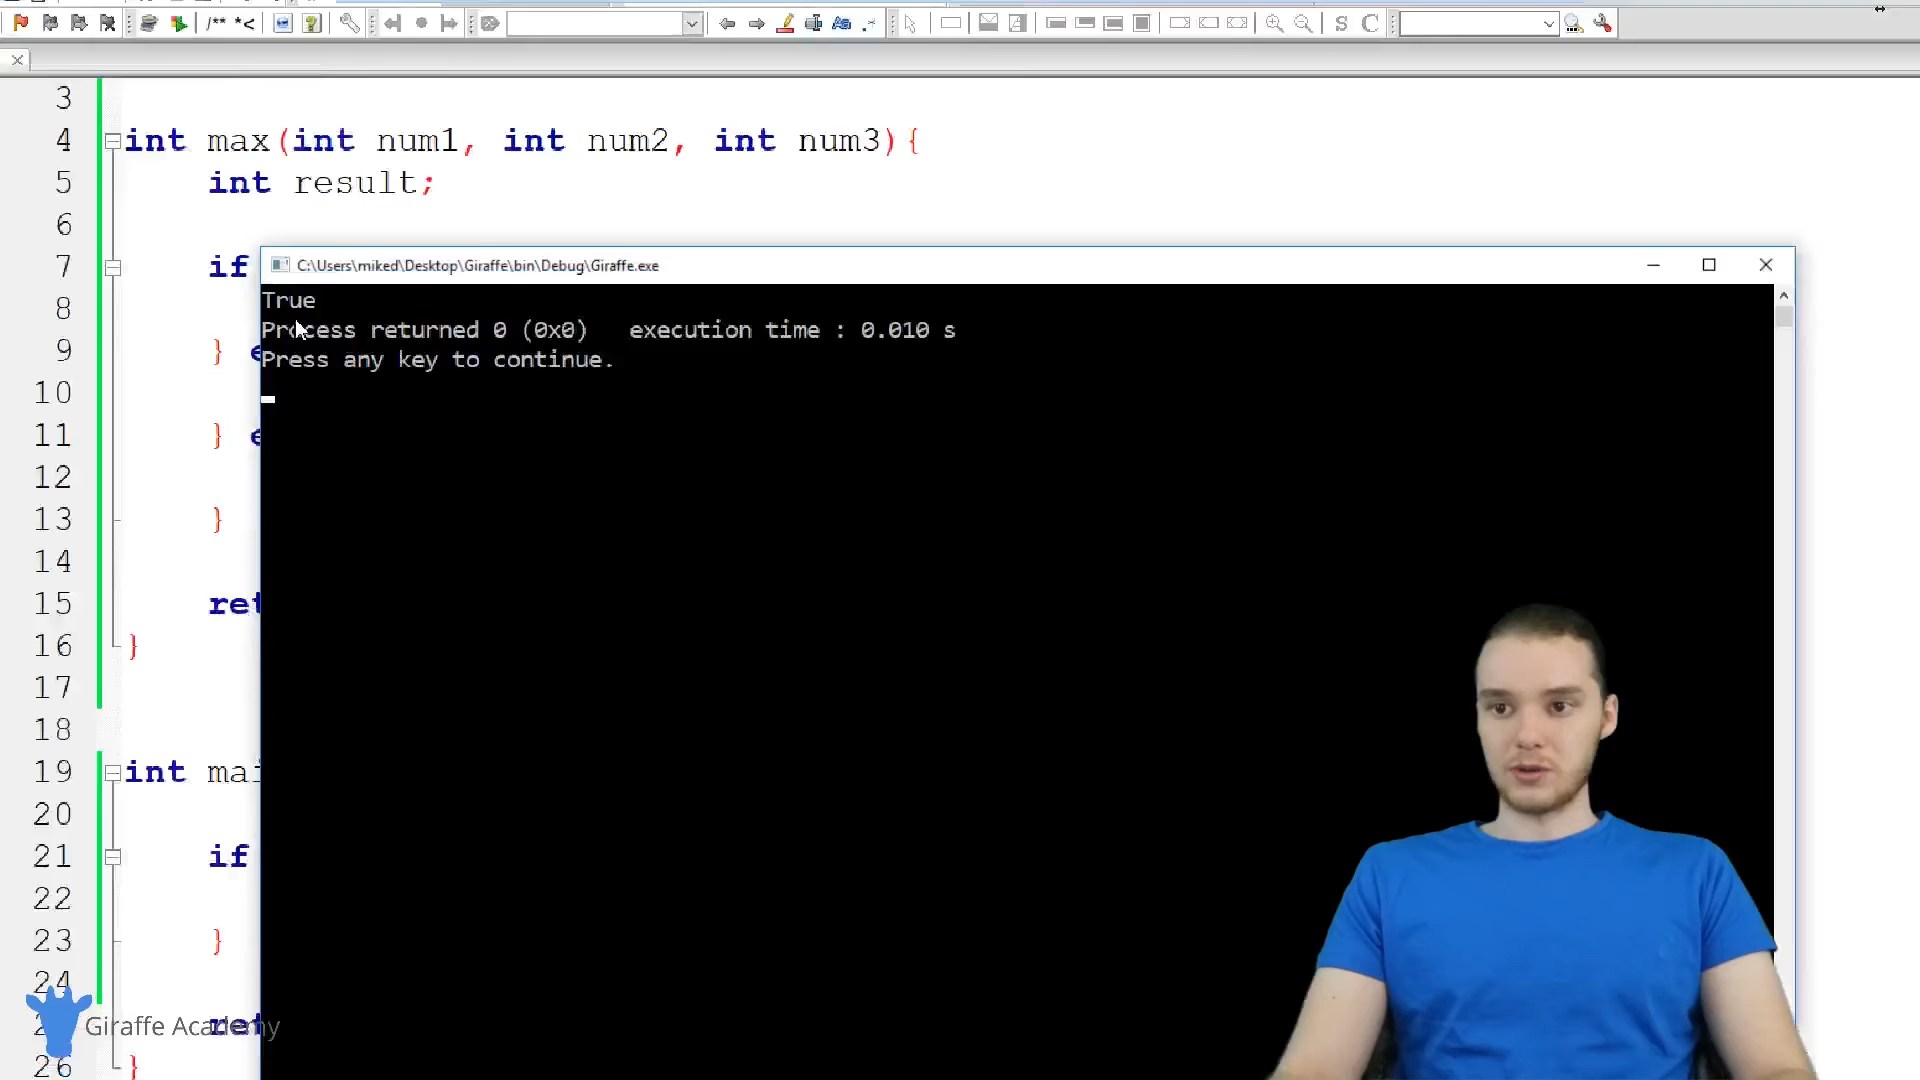 3
4 int max(int num1, int num2, int num3){
5 int result;
6
C:\Users\miked\Desktop\Giraffe\bin\Debug\Giraffe.exe
7 if
True
8
Process returned 0 (0x0)   execution time : 0.010 s
9 } e
Press any key to continue.
10
11 } e
12
13 }
14
15 ret
16 }
17
18
19 int mai
20
21 if
22
23 }
24
ret
Giraffe Academy
26 }